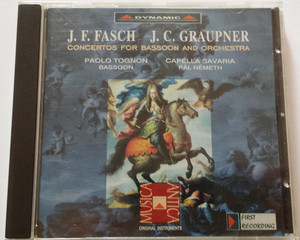 DYNAMIC
J. F. FASCH J. C. GRAUPNER
CONCERTOS FOR BASSOON AND ORCHESTRA
PAOLO TOGNON CAPELLA SAVARIA
BASSOON PÁL NÉMETH
MUSICA
ANTIQUA
ORIGINAL INSTRUMENTS
FIRST
RECORDING